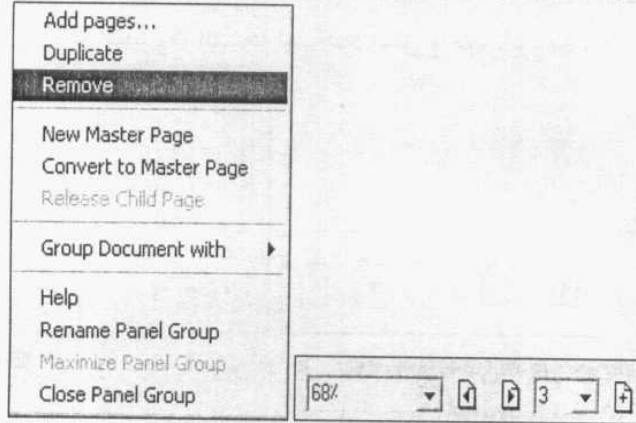 Add pages...
Duplicate
Remove
New Master Page
Convert to Master Page
Release Child Page
Group Document with
Help
Rename Panel Group
Maximize Panel Group
Close Panel Group
68% 3